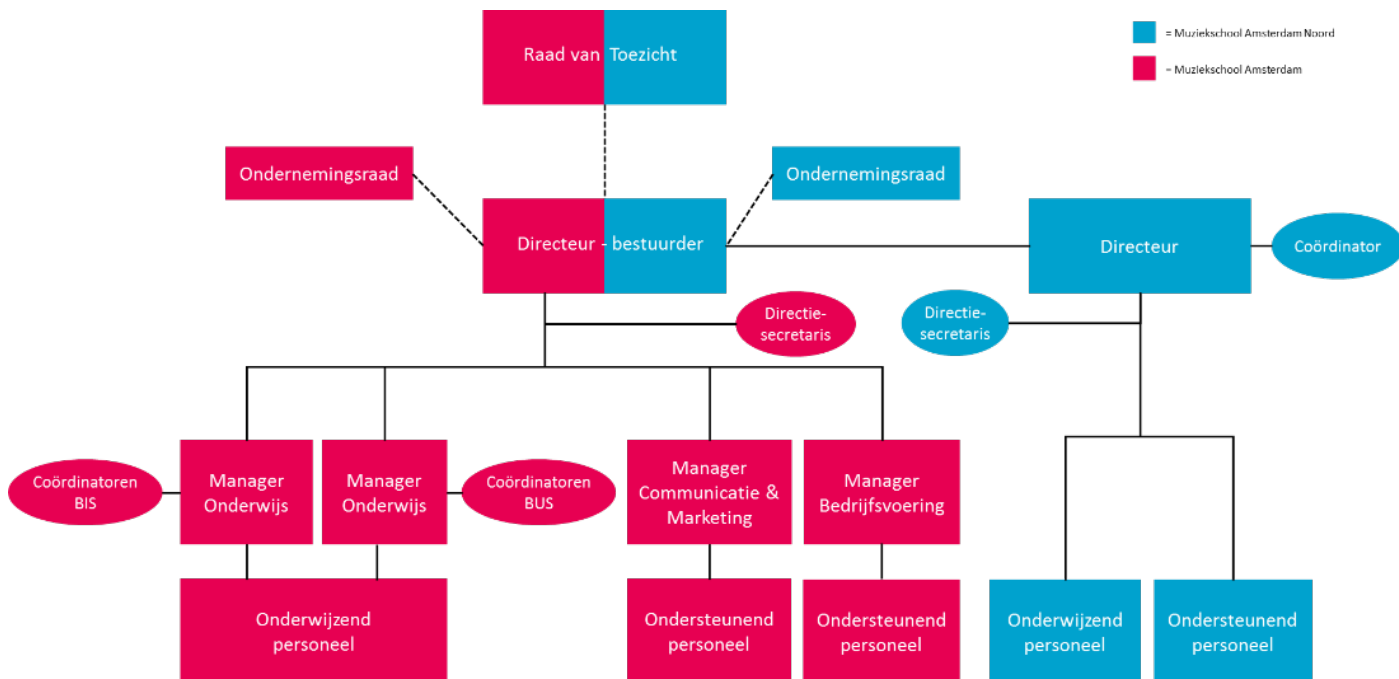 Raad van Toezicht
= Muziekschool Amsterdam Noord
= Muziekschool Amsterdam
Ondernemingsraad
Ondernemingsraad
Directeur - bestuurder
Directeur
Coördinator
Directie-
secretaris
Directie-
secretaris
Coördinatoren
BIS
Manager
Onderwijs
Manager
Onderwijs
Coördinatoren
BUS
Manager
Communicatie &
Marketing
Manager
Bedrijfsvoering
Onderwijzend
personeel
Ondersteunend
personeel
Ondersteunend
personeel
Onderwijzend
personeel
Ondersteunend
personeel